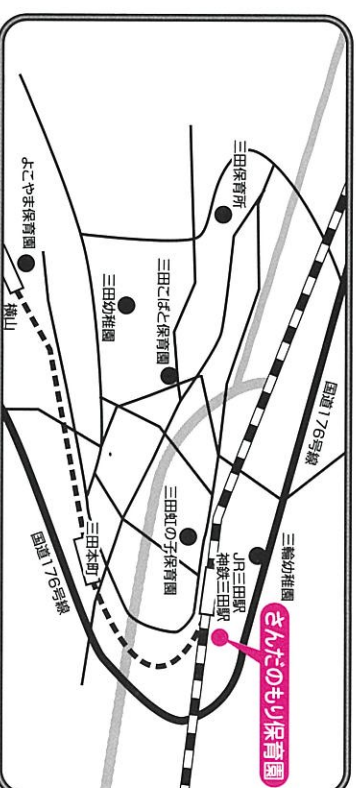 国道176号線
三輪幼稚園
さんだのもり保育園
JR三田駅
神鉄三田駅
三田保育所
三田虹の子保育園
三田こばと保育園
三田幼稚園
三田本町
よこやま保育園
横山
国道176号線